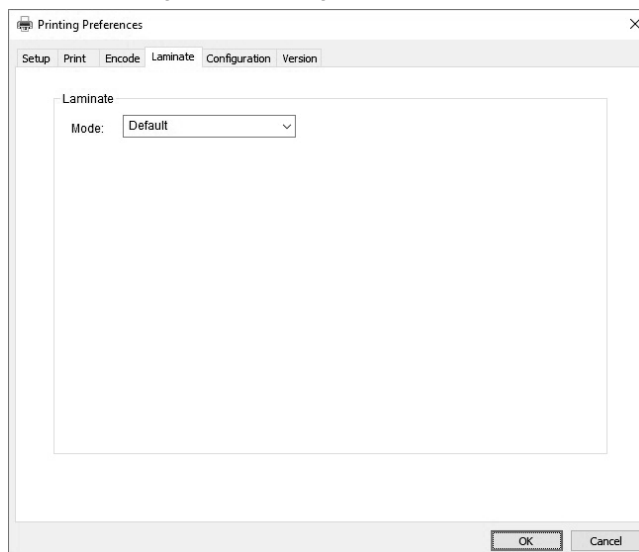 Printing Preferences
Setup Print Encode Laminate Configuration Version
Laminate
Mode: Default
OK Cancel